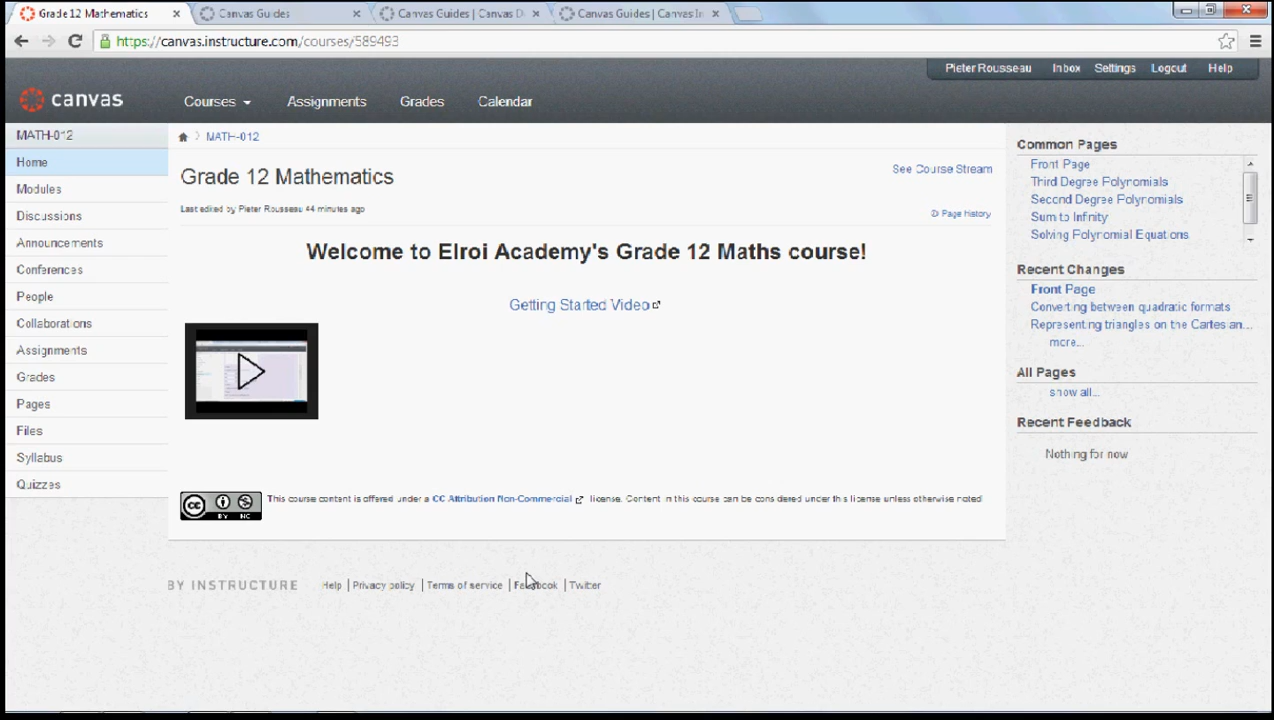 Grade 12 Mathematics
Canvas Guides
Canvas Guides | Canvas D
Canvas Guides | Canvas In
https://canvas.instructure.com/courses/589493
Pieter Rousseau Inbox Settings Logout Help
canvas
Courses Assignments Grades Calendar
MATH-012
Home
Modules
Discussions
Announcements
Conferences
People
Collaborations
Assignments
Grades
Pages
Files
Syllabus
Quizzes
MATH-012
Grade 12 Mathematics
See Course Stream
Last edited by Pieter Rousseau 44 minutes ago
Page History
Welcome to Elroi Academy's Grade 12 Maths course!
Getting Started Video
CC BY NC
This course content is offered under a CC Attribution Non-Commercial license. Content in this course can be considered under this license unless otherwise noted
Common Pages
Front Page
Third Degree Polynomials
Second Degree Polynomials
Sum to Infinity
Solving Polynomial Equations
Recent Changes
Front Page
Converting between quadratic formats
Representing triangles on the Cartesian...
more...
All Pages
show all...
Recent Feedback
Nothing for now
BY INSTRUCTURE Help | Privacy policy | Terms of service | Facebook | Twitter